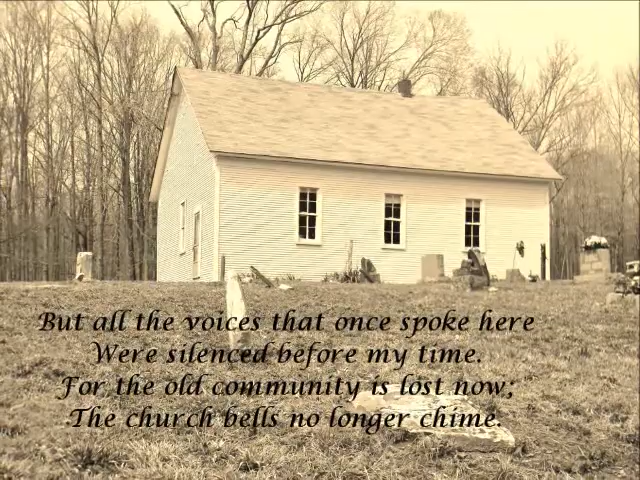 But all the voices that once spoke here
Were silenced before my time.
For the old community is lost now;
The church bells no longer chime.